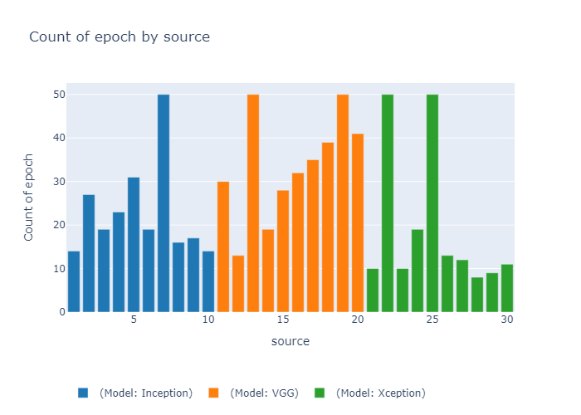 Count of epoch by source
Count of epoch
50
40
30
20
10
0
5 10 15 20 25 30
source
(Model: Inception) (Model: VGG) (Model: Xception)